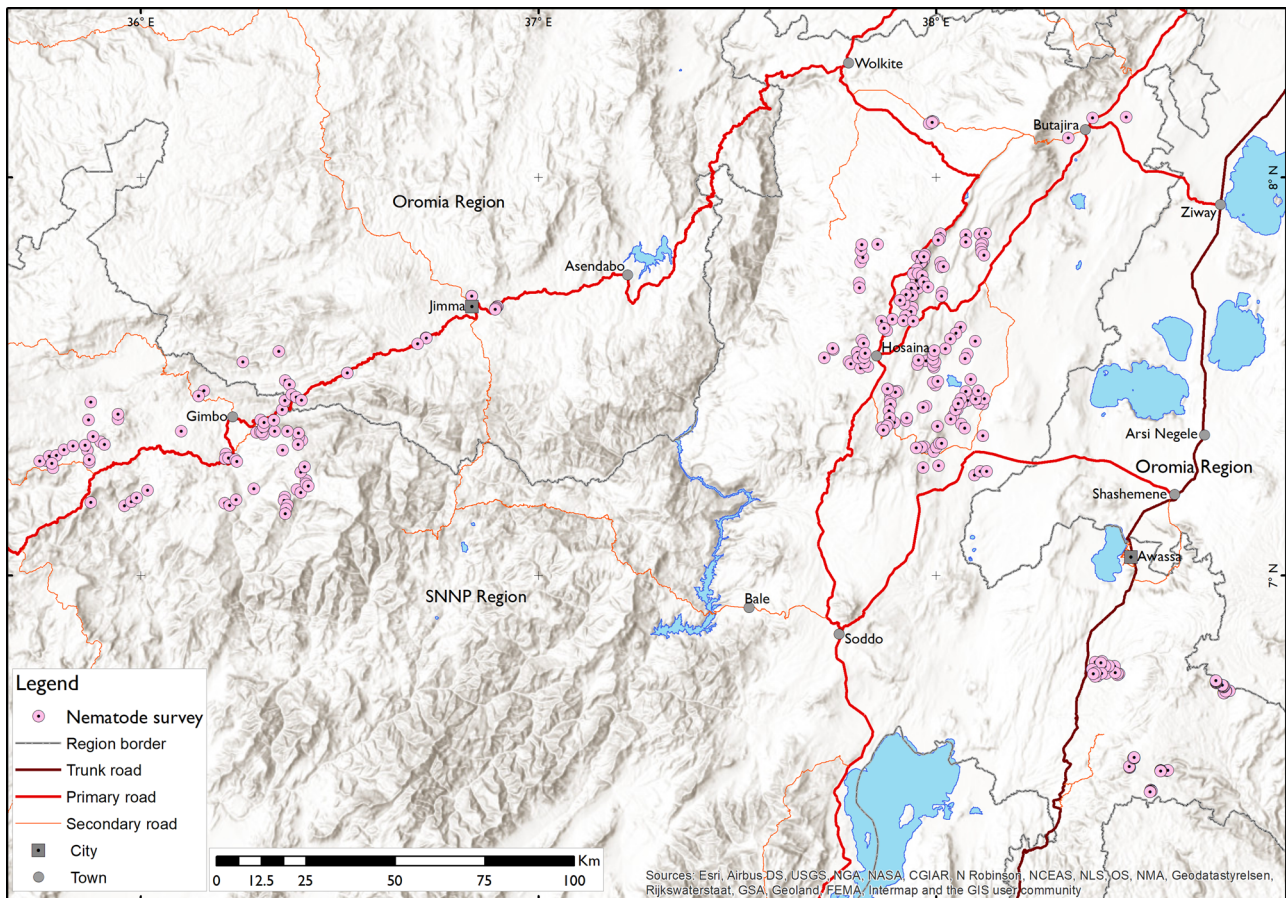 36° E
37° E
38° E
Wolkite
Butajira
8° N
Oromia Region
Ziway
Asendabo
Jimma
Hosaina
Gimbo
Arsi Negele
Oromia Region
Shashemene
Awassa
7° N
SNNP Region
Bale
Soddo
Legend
Nematode survey
Region border
Trunk road
Primary road
Secondary road
City
Town
Km
0 12.5 25 50 75 100
Sources: Esri, Airbus DS, USGS, NGA, NASA, CGIAR, N Robinson, NCEAS, NLS, OS, NMA, Geodatastyrelsen,
Rijkswaterstaat, GSA, Geoland, FEMA, Intermap and the GIS user community